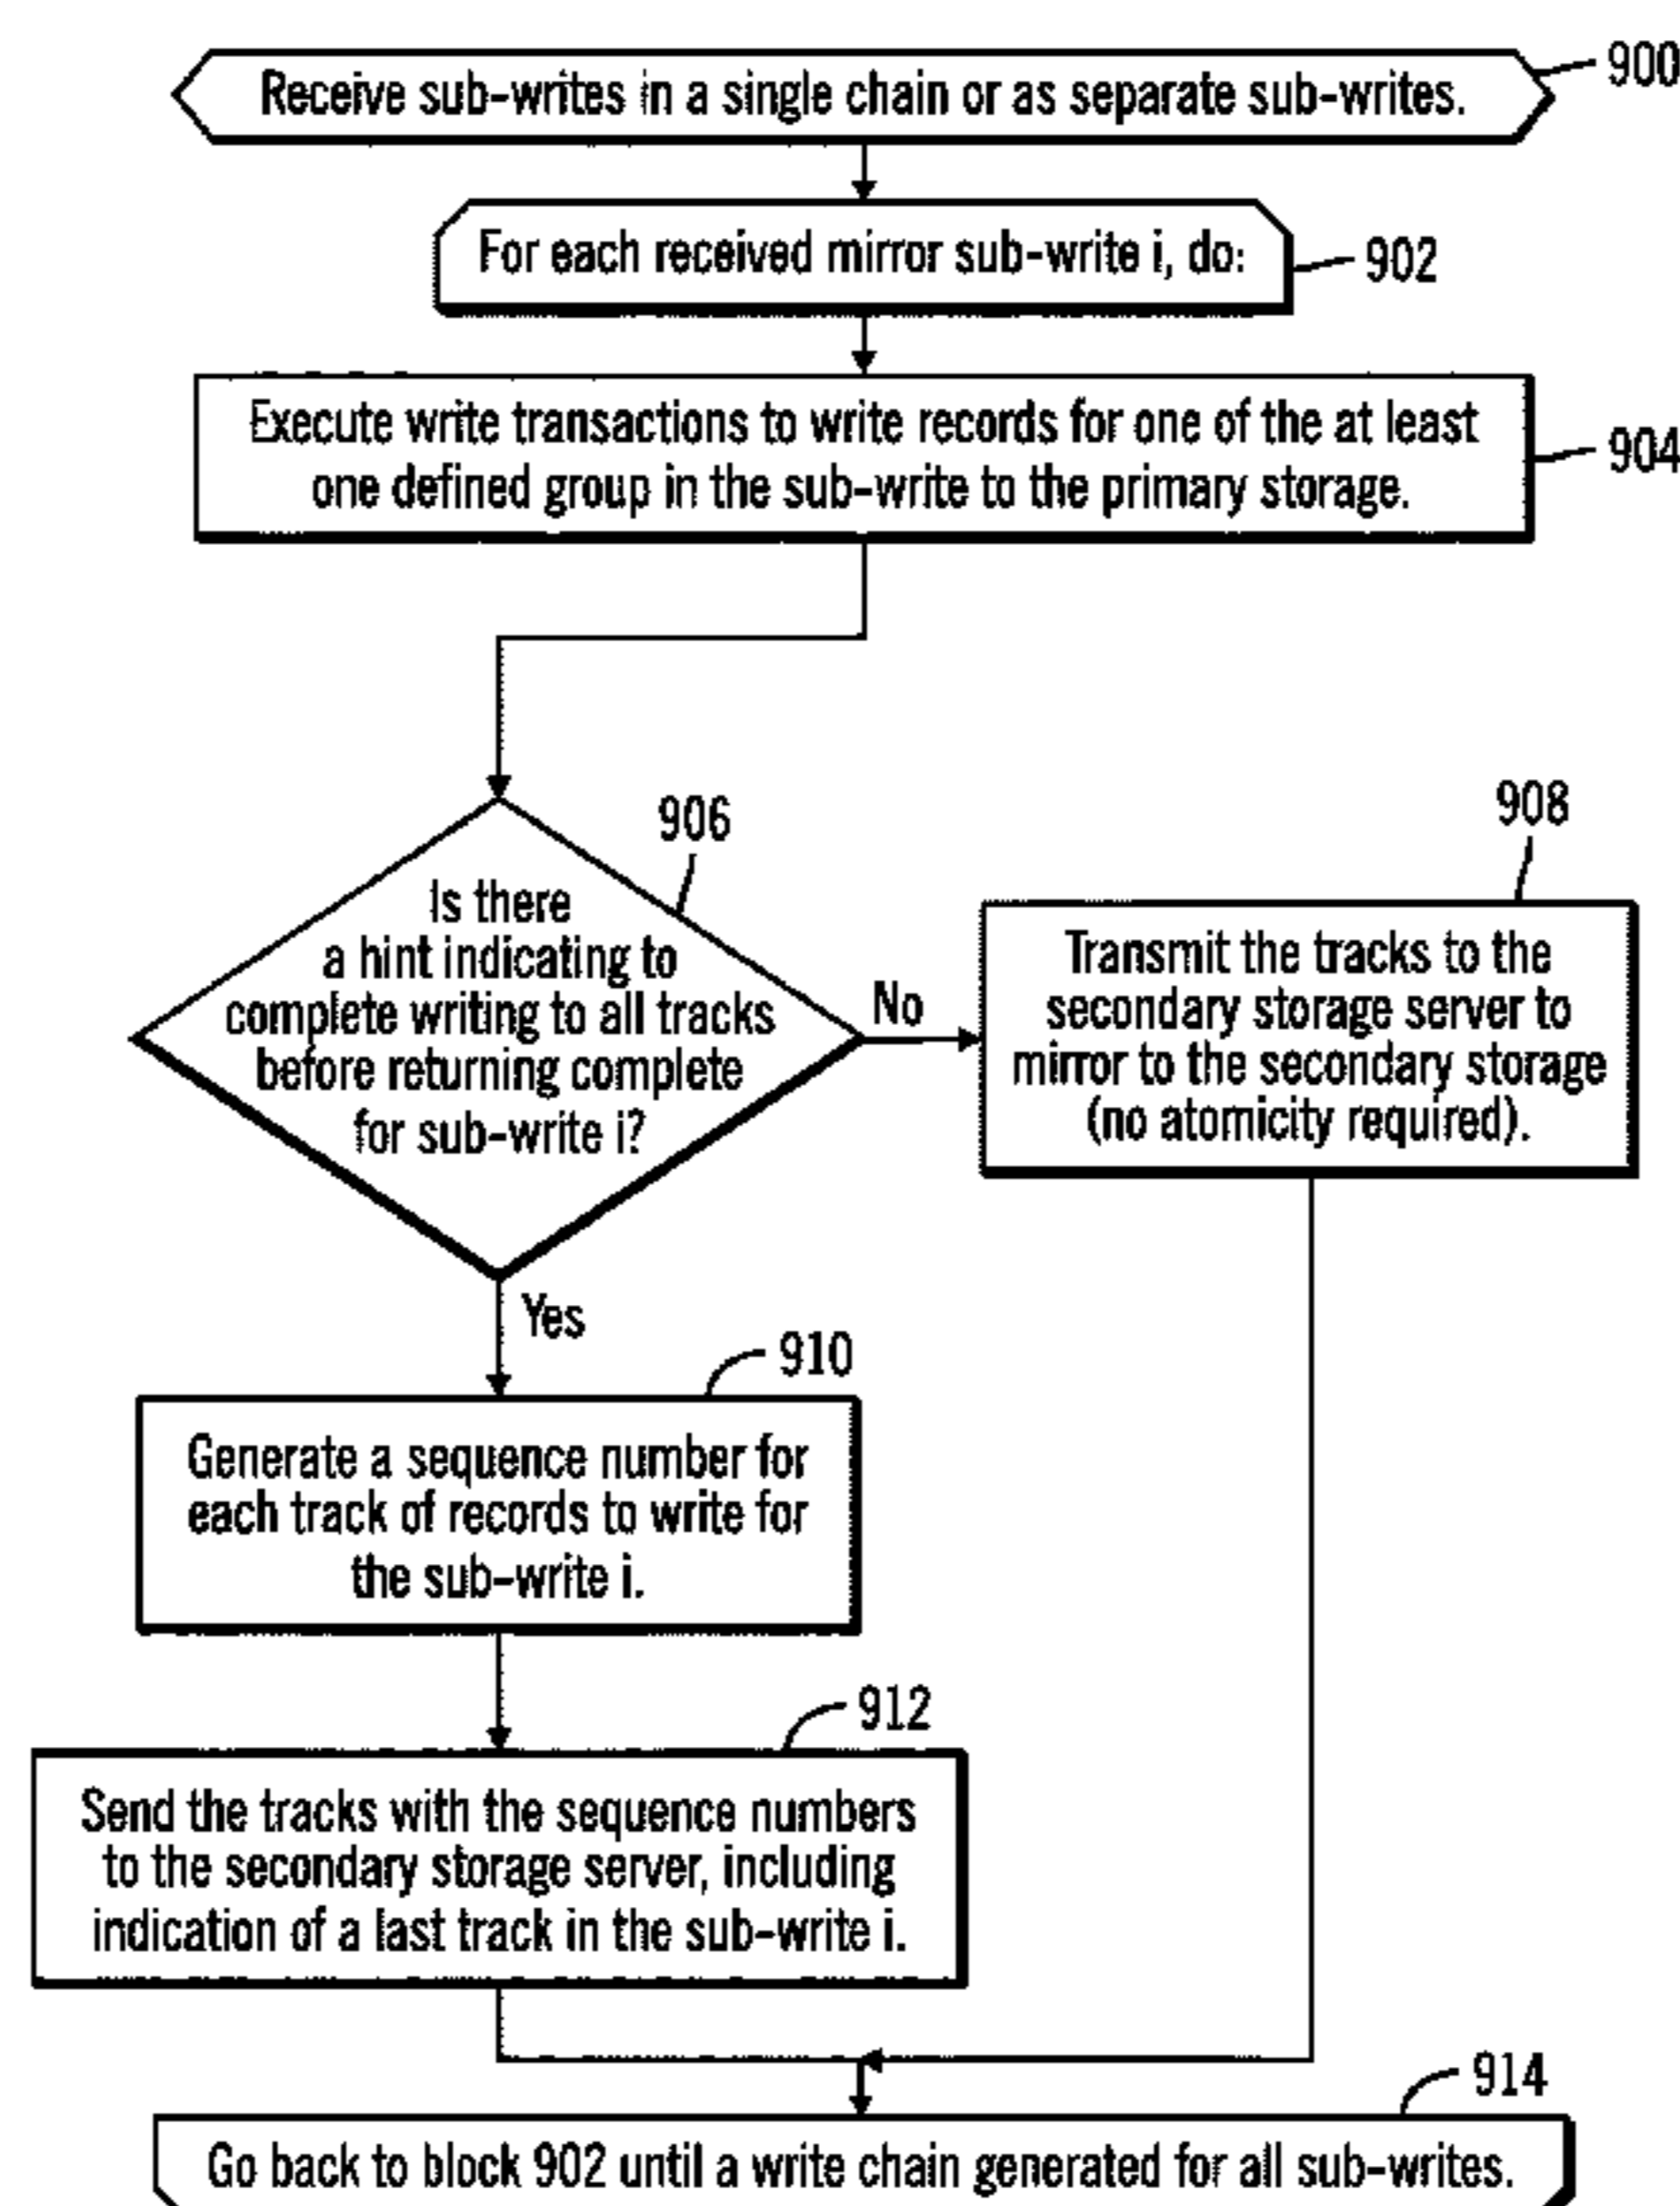 900
Receive sub-writes in a single chain or as separate sub-writes.
For each received mirror sub-write i, do:
902
Execute write transactions to write records for one of the at least
one defined group in the sub-write to the primary storage.
904
906
Is there
a hint indicating to
complete writing to all tracks
before returning complete
for sub-write i?
No
908
Transmit the tracks to the
secondary storage server to
mirror to the secondary storage
(no atomicity required).
Yes
910
Generate a sequence number for
each track of records to write for
the sub-write i.
912
Send the tracks with the sequence numbers
to the secondary storage server, including
indication of a last track in the sub-write i.
914
Go back to block 902 until a write chain generated for all sub-writes.